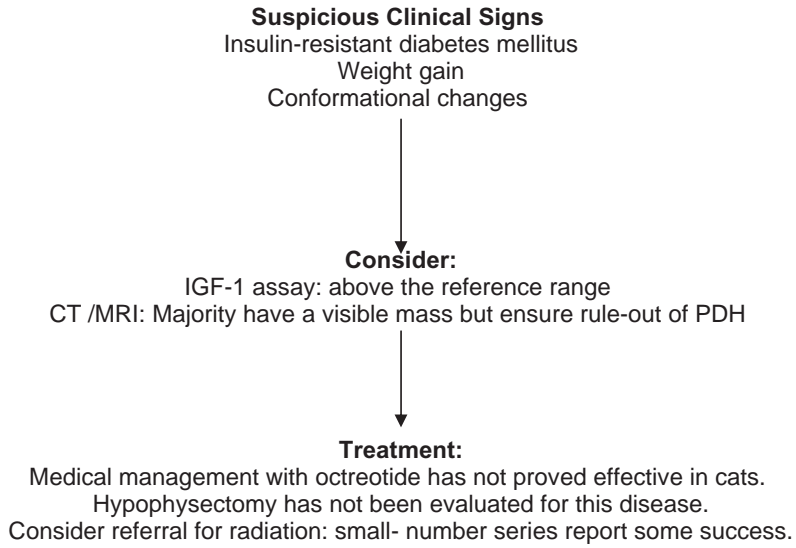 Suspicious Clinical Signs
Insulin-resistant diabetes mellitus
Weight gain
Conformational changes
Consider:
IGF-1 assay: above the reference range
CT /MRI: Majority have a visible mass but ensure rule-out of PDH
Treatment:
Medical management with octreotide has not proved effective in cats.
Hypophysectomy has not been evaluated for this disease.
Consider referral for radiation: small- number series report some success.